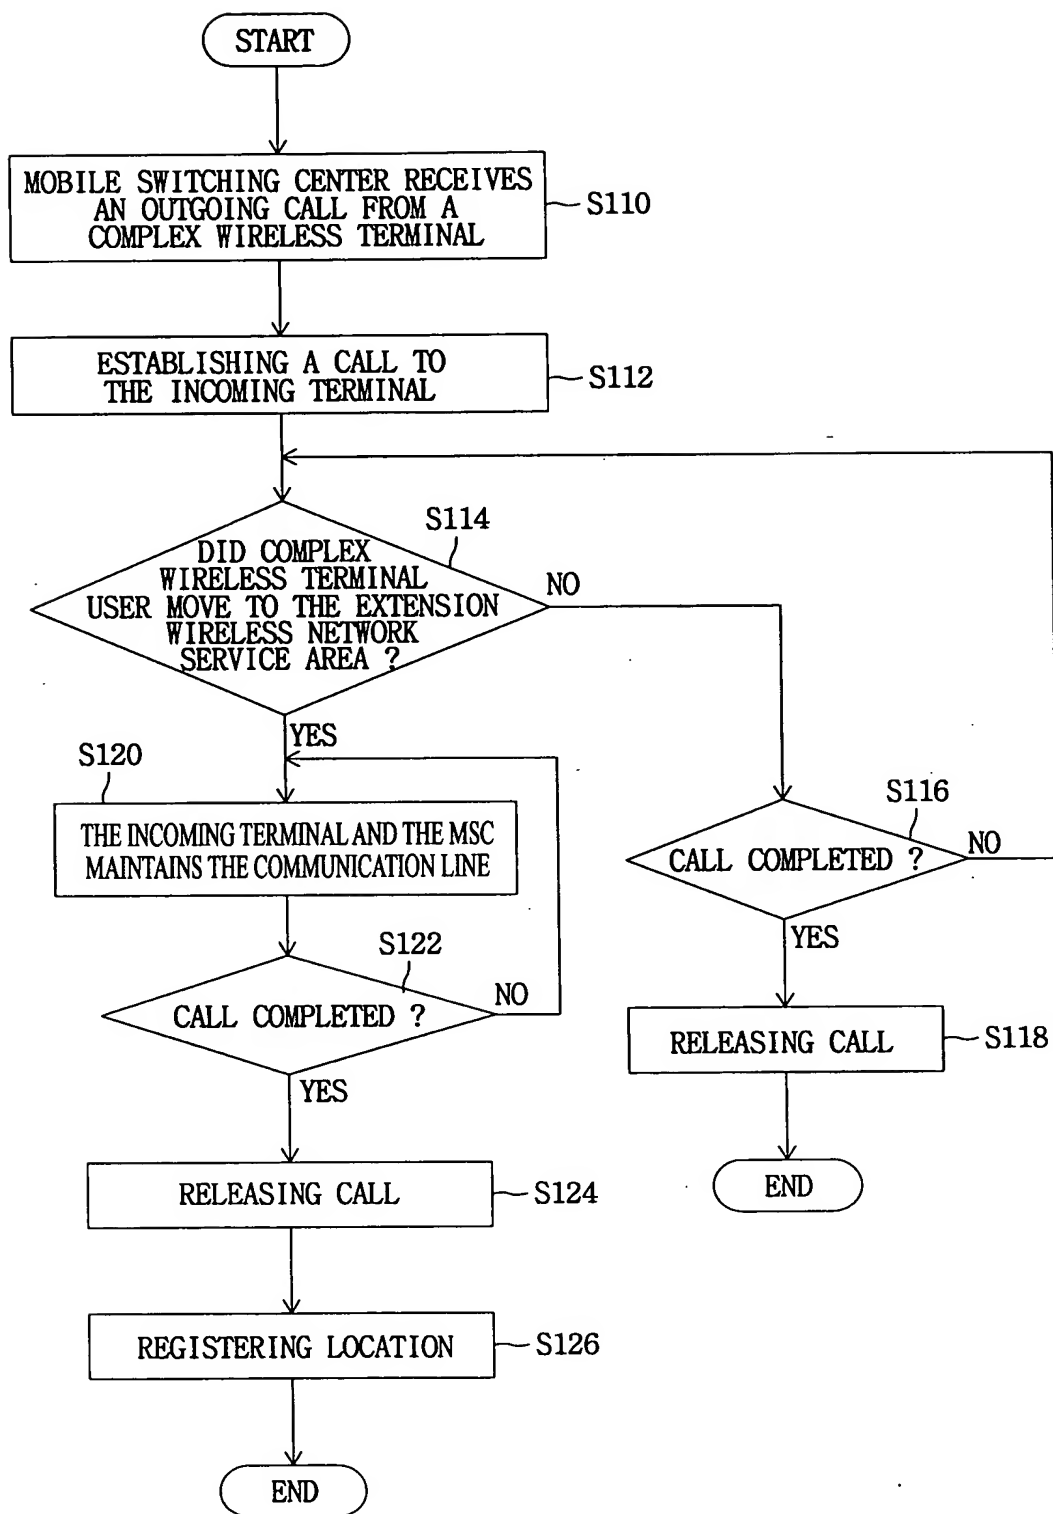 START
MOBILE SWITCHING CENTER RECEIVES
AN OUTGOING CALL FROM A
COMPLEX WIRELESS TERMINAL
S110
ESTABLISHING A CALL TO
THE INCOMING TERMINAL
S112
S114
DID COMPLEX
WIRELESS TERMINAL
USER MOVE TO THE EXTENSION
WIRELESS NETWORK
SERVICE AREA ?
NO
YES
S120
THE INCOMING TERMINAL AND THE MSC
MAINTAINS THE COMMUNICATION LINE
S116
CALL COMPLETED ?
NO
YES
S122
CALL COMPLETED ?
NO
YES
RELEASING CALL
S118
END
RELEASING CALL
S124
REGISTERING LOCATION
S126
END